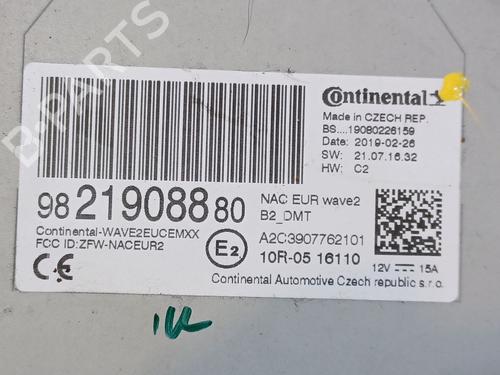 Continental
Made in CZECH REP.
BS....19080226159
Date: 2019-02-26
SW: 21.07.16.32
HW: C2
98 219088 80
NAC EUR wave2
B2_DMT
Continental-WAVE2EUCEMXX
FCC ID:ZFW-NACEUR2
E2
A2C3907762101
10R-05 16110
12V 15A
CE
Continental Automotive Czech republic s.r.o.
B-PARTS